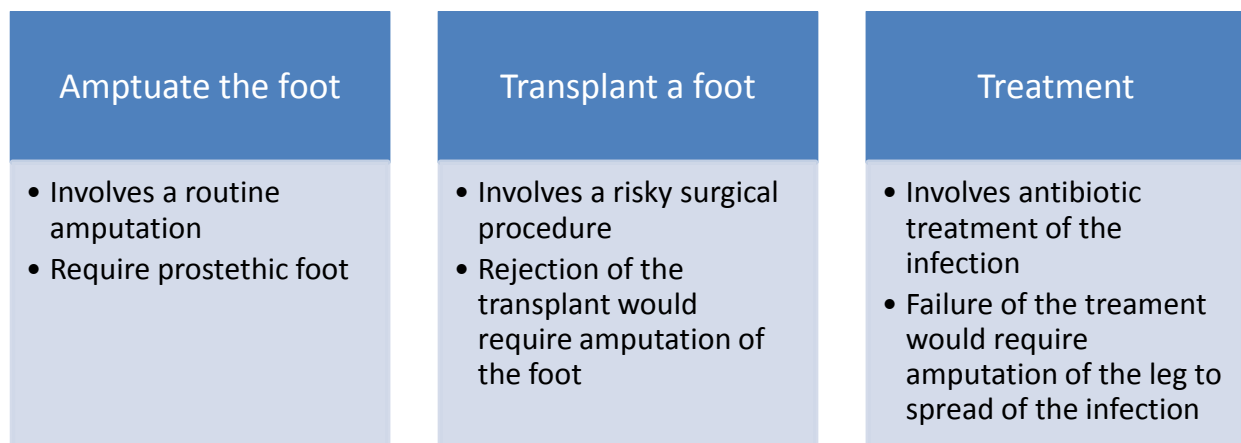 Amptuate the foot
• Involves a routine
amputation
• Require prostethic foot
Transplant a foot
• Involves a risky surgical
procedure
• Rejection of the
transplant would
require amputation of
the foot
Treatment
• Involves antibiotic
treatment of the
infection
• Failure of the treament
would require
amputation of the leg to
spread of the infection